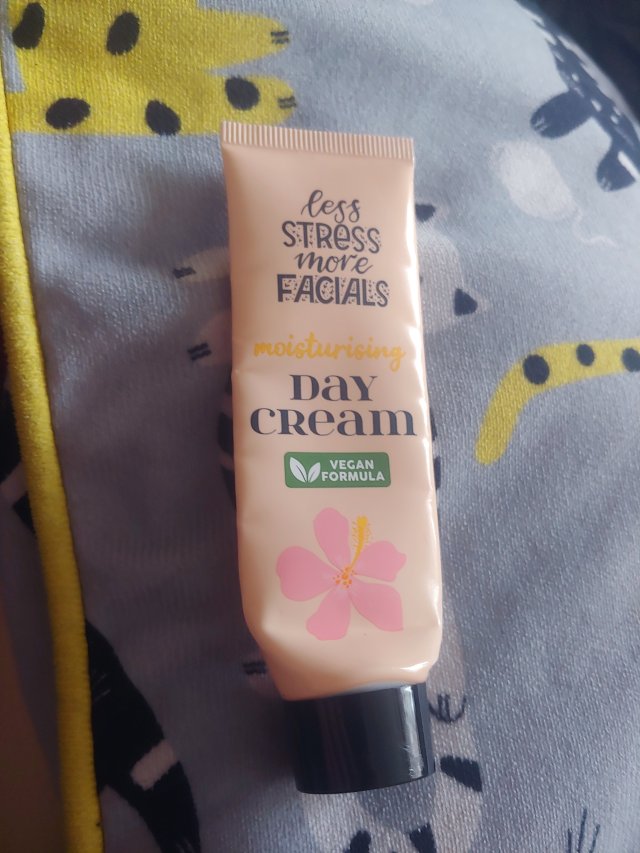 less
STRESS
more
FACIALS
moisturising
DAY
CREAM
VEGAN
FORMULA